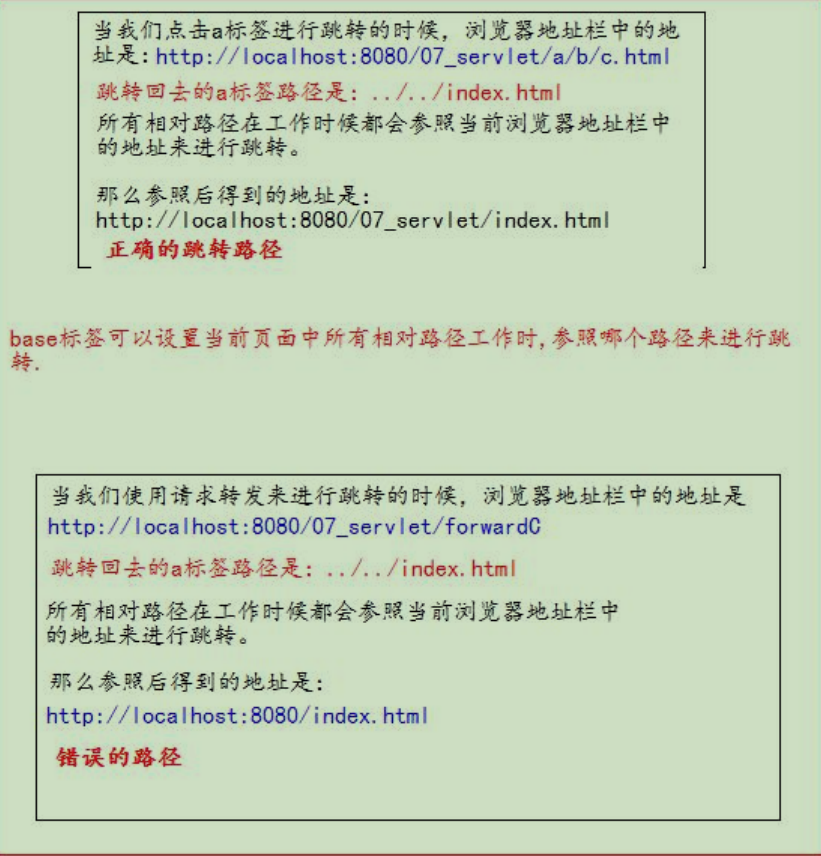 当我们点击a标签进行跳转的时候，浏览器地址栏中的地
址是：http://localhost:8080/07_servlet/a/b/c.html
跳转回去的a标签路径是：../../index.html
所有相对路径在工作时候都会参照当前浏览器地址栏中
的地址来进行跳转。
那么参照后得到的地址是：
http://localhost:8080/07_servlet/index.html
正确的跳转路径
base标签可以设置当前页面中所有相对路径工作时,参照哪个路径来进行跳
转.
当我们使用请求转发来进行跳转的时候，浏览器地址栏中的地址是
http://localhost:8080/07_servlet/forwardC
跳转回去的a标签路径是：../../index.html
所有相对路径在工作时候都会参照当前浏览器地址栏中
的地址来进行跳转。
那么参照后得到的地址是：
http://localhost:8080/index.html
错误的路径